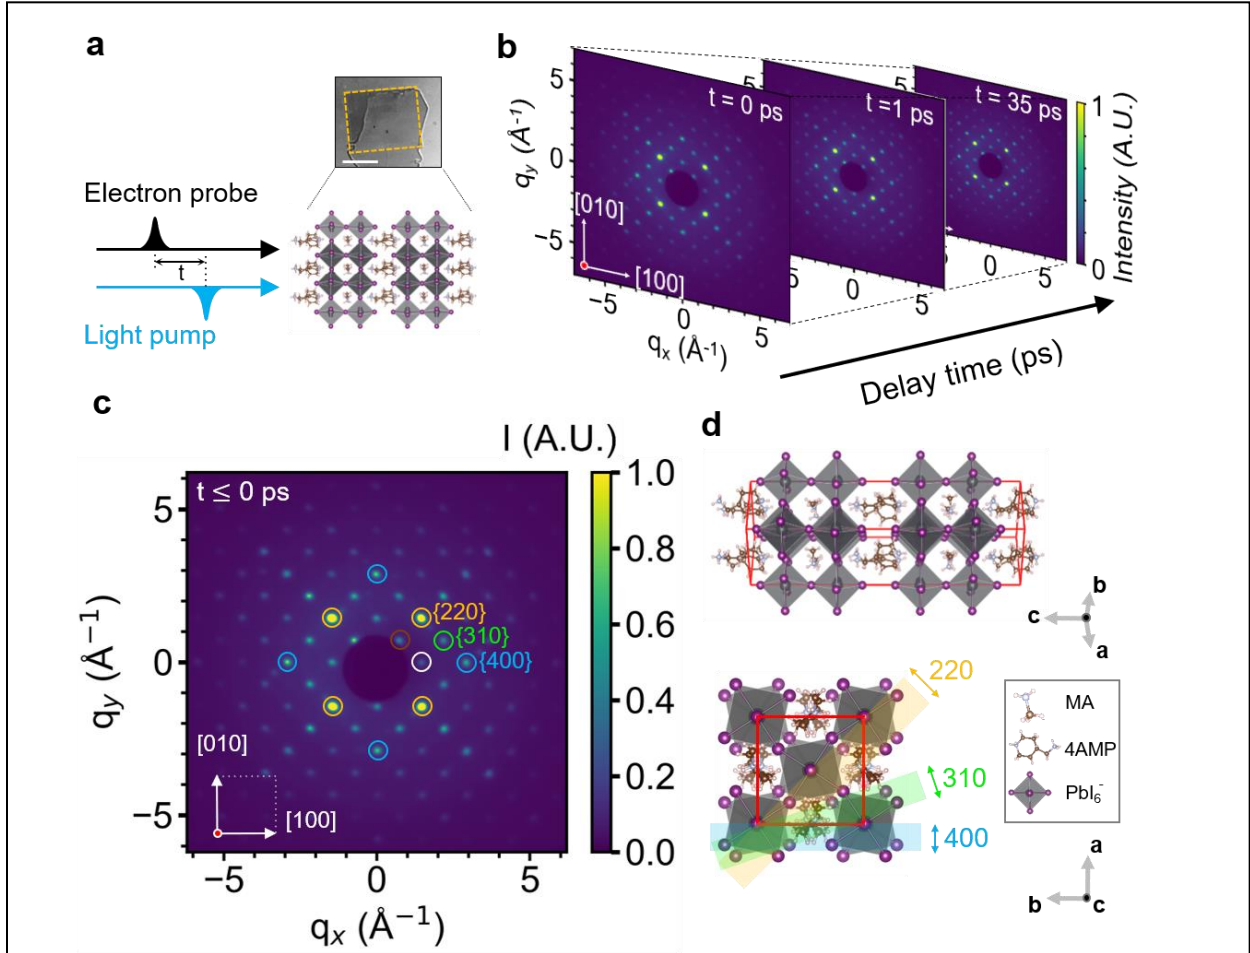 a
Electron probe
t
Light pump
b
5
0
−5
q_y (Å⁻¹)
[010]
[100]
t = 0 ps
−5
0
5
q_x (Å⁻¹)
5
t =1 ps
0
5
5
t = 35 ps
0
5
1
0
Intensity (A.U.)
Delay time (ps)
c
I (A.U.)
t ≤ 0 ps
5
0
−5
q_y (Å⁻¹)
{220}
{310}
{400}
[010]
[100]
−5
0
5
q_x (Å⁻¹)
1.0
0.8
0.6
0.4
0.2
0.0
d
b
c
a
220
310
400
MA
4AMP
PbI₆⁻
a
b
c